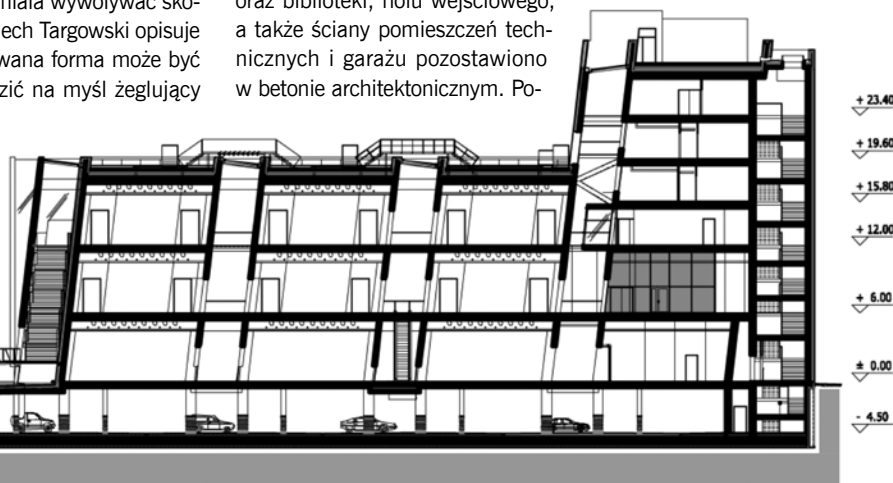 miała wywoływać sko-
ech Targowski opisuje
wana forma może być
zić na myśl żeglujący
oraz biblioteki, holu wejściowego,
a także ściany pomieszczeń tech-
nicznych i garażu pozostawiono
w betonie architektonicznym. Po-
+ 23.40
+ 19.60
+ 15.80
+ 12.00
+ 6.00
± 0.00
- 4.50